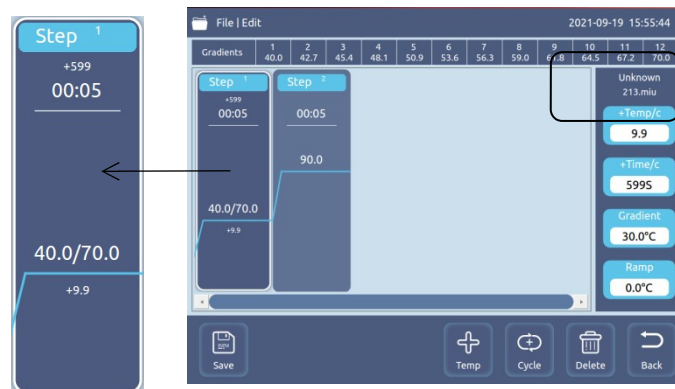 Step 1
+599
00:05
40.0/70.0
+9.9
File | Edit
2021-09-19 15:55:44
Gradients 1 2 3 4 5 6 7 8 9 10 11 12
40.0 42.7 45.4 48.1 50.9 53.6 56.3 59.0 61.8 64.5 67.2 70.0
Step 1
+599
00:05
40.0/70.0
+9.9
Step 2
00:05
90.0
Unknown
213.miu
+Temp/c
9.9
+Time/c
599S
Gradient
30.0°C
Ramp
0.0°C
Save
Temp
Cycle
Delete
Back